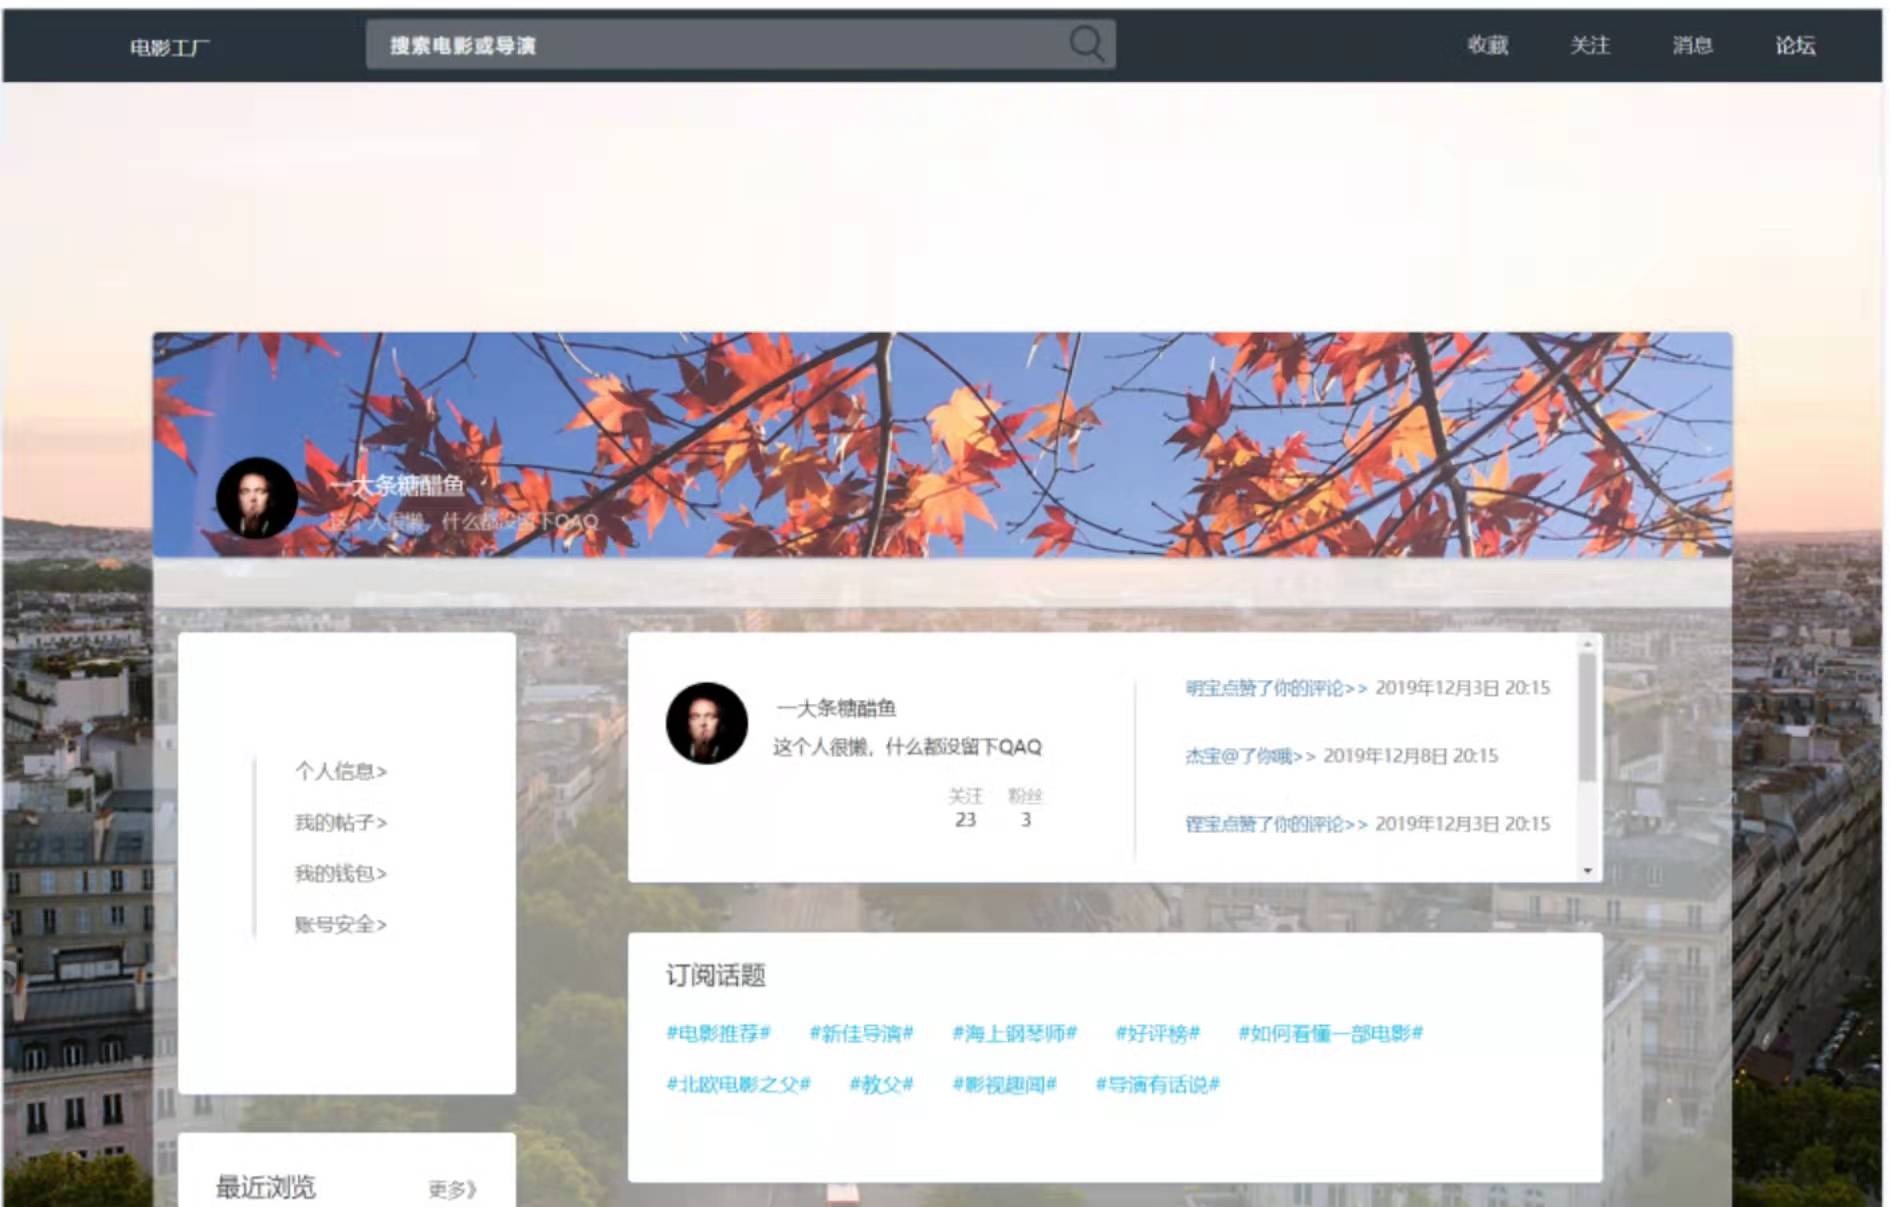 电影工厂 搜索电影或导演 收藏 关注 消息 论坛
一大条糖醋鱼
这个人很懒，什么都没留下QAQ
个人信息>
我的帖子>
我的钱包>
账号安全>
最近浏览 更多》
一大条糖醋鱼
这个人很懒，什么都没留下QAQ
关注 粉丝
23 3
明宝点赞了你的评论>> 2019年12月3日 20:15
杰宝@了你哦>> 2019年12月8日 20:15
铿宝点赞了你的评论>> 2019年12月3日 20:15
订阅话题
#电影推荐# #新佳导演# #海上钢琴师# #好评榜# #如何看懂一部电影#
#北欧电影之父# #教父# #影视趣闻# #导演有话说#